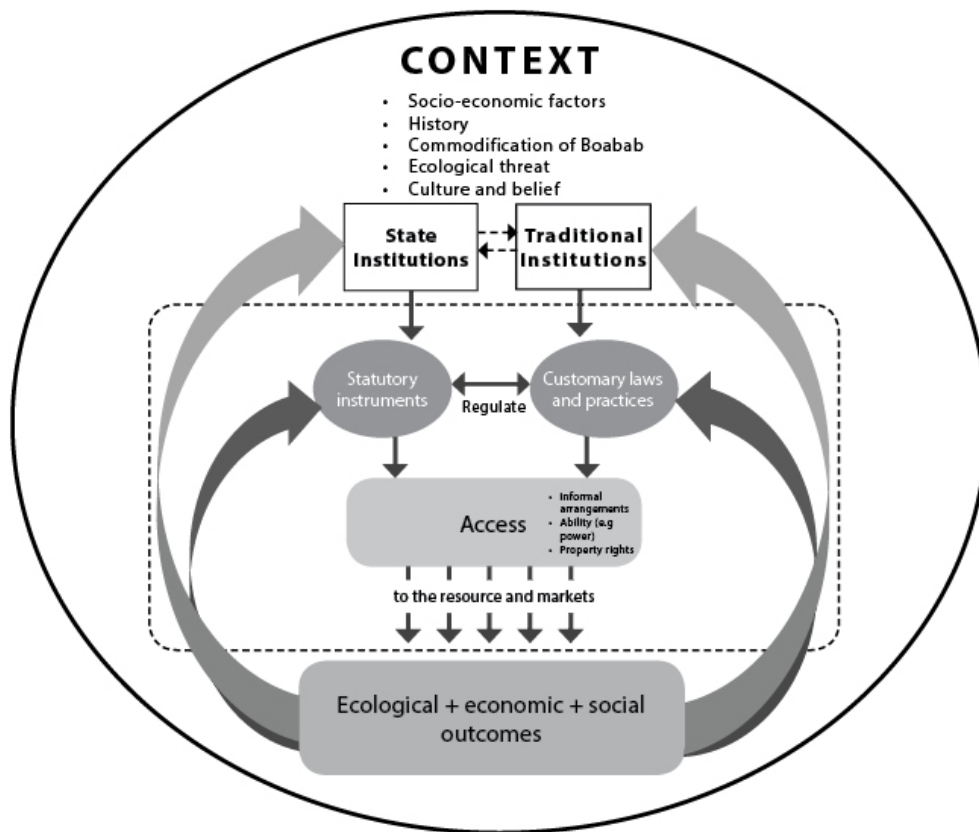 CONTEXT
• Socio-economic factors
• History
• Commodification of Boabab
• Ecological threat
• Culture and belief
State
Institutions
Traditional
Institutions
Statutory
instruments
Regulate
Customary laws
and practices
Access
• Informal
arrangements
• Ability (e.g
power)
• Property rights
to the resource and markets
Ecological + economic + social
outcomes